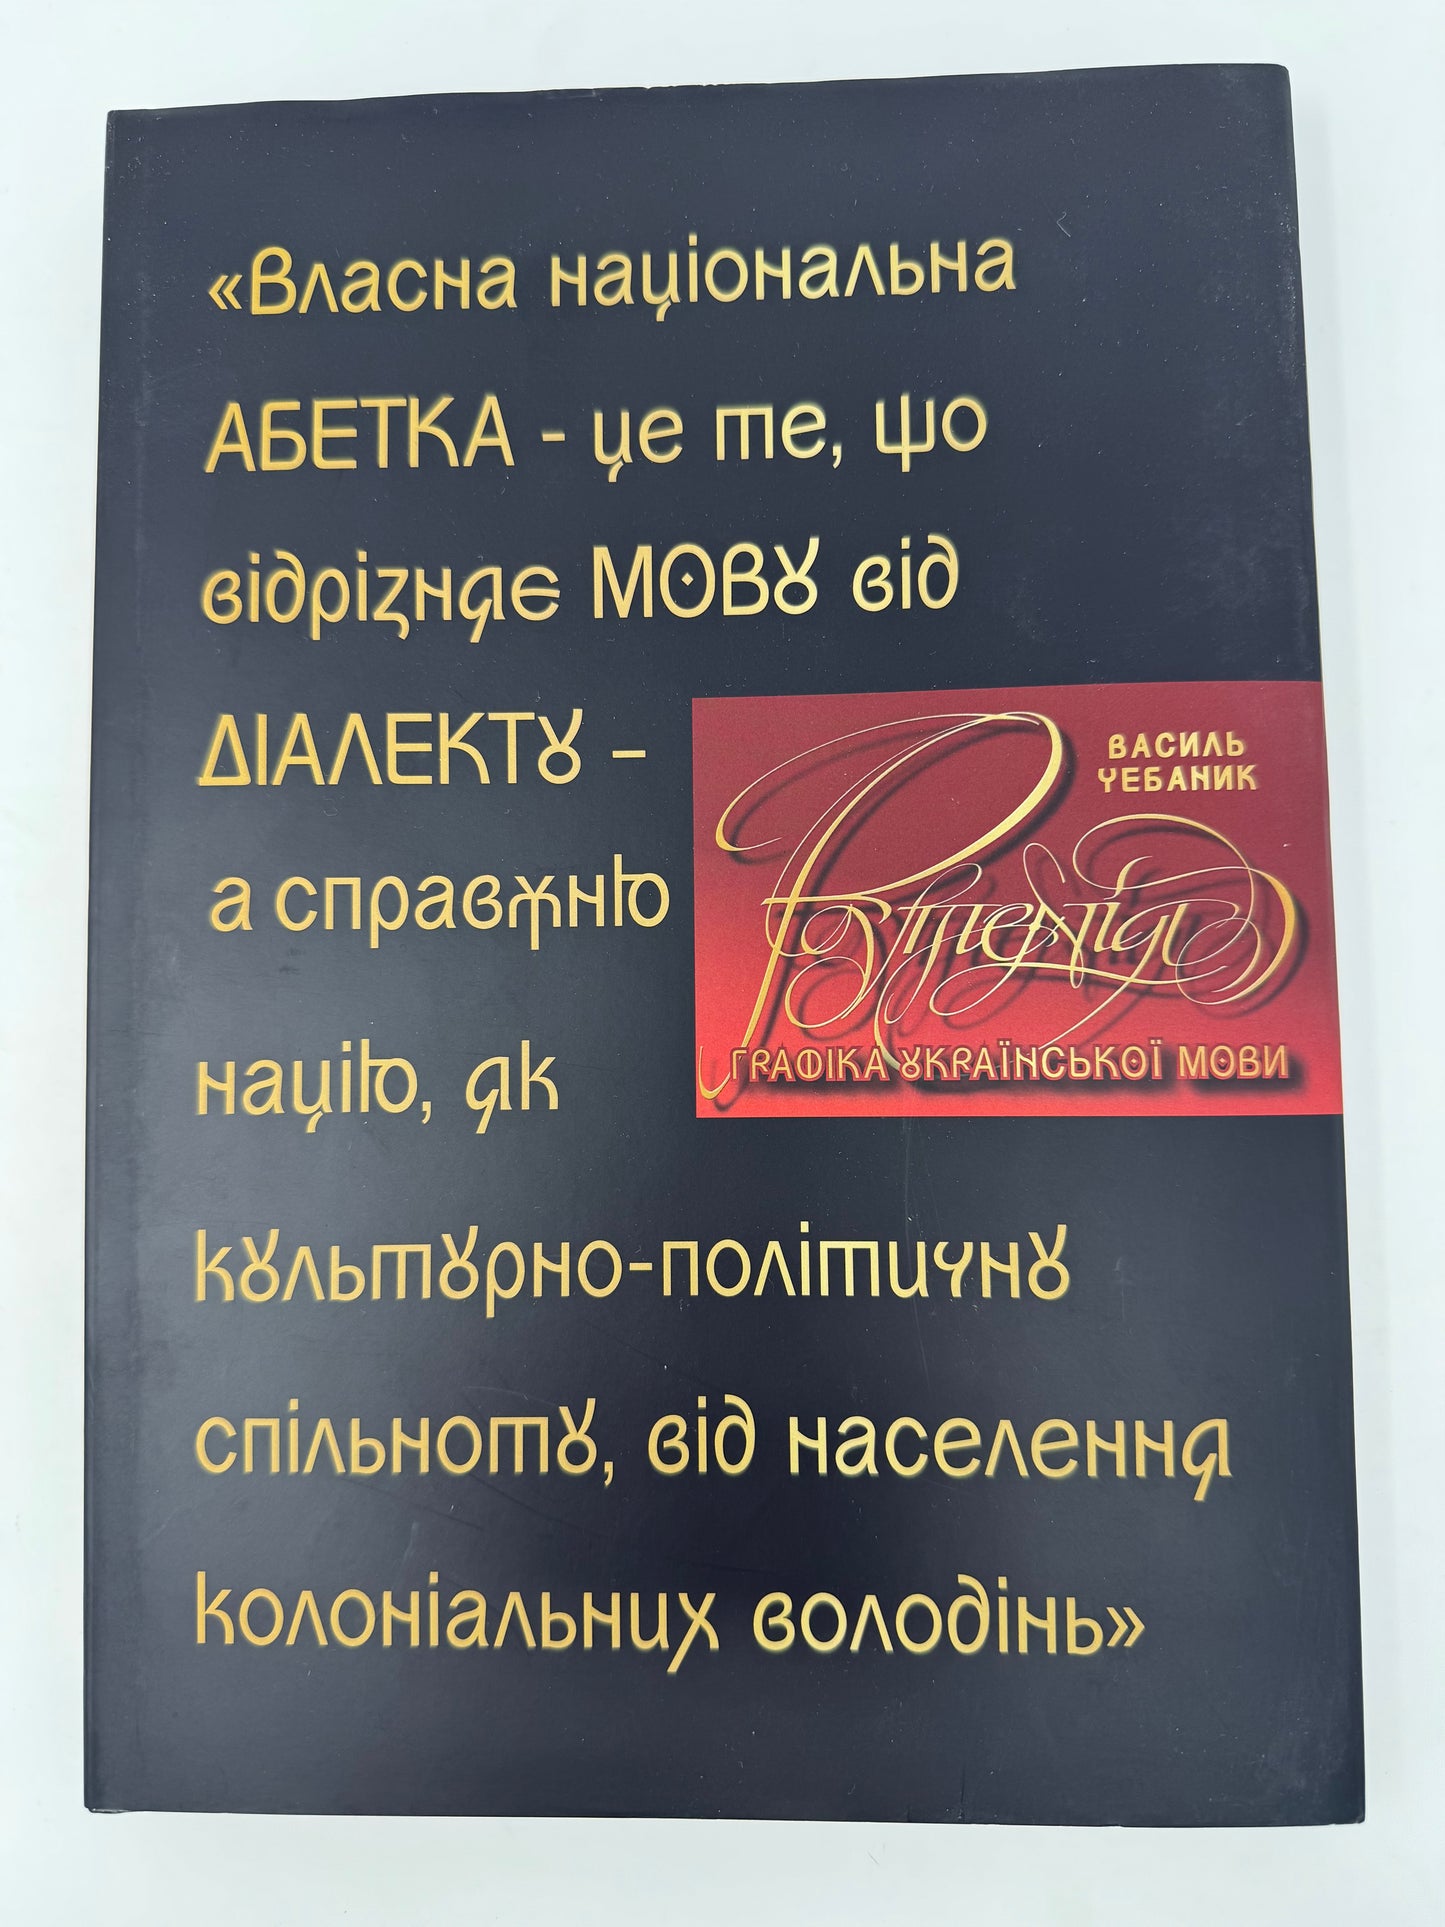 «Власна національна
АБЕТКА - це те, що
відрізняє МОВУ від
ДІАЛЕКТУ –
а справжню
націю, як
культурно-політичну
спільноту, від населення
колоніальних володінь»
ВАСИЛЬ
ЧЕБАНИК
Рутенія
ГРАФІКА УКРАЇНСЬКОЇ МОВИ